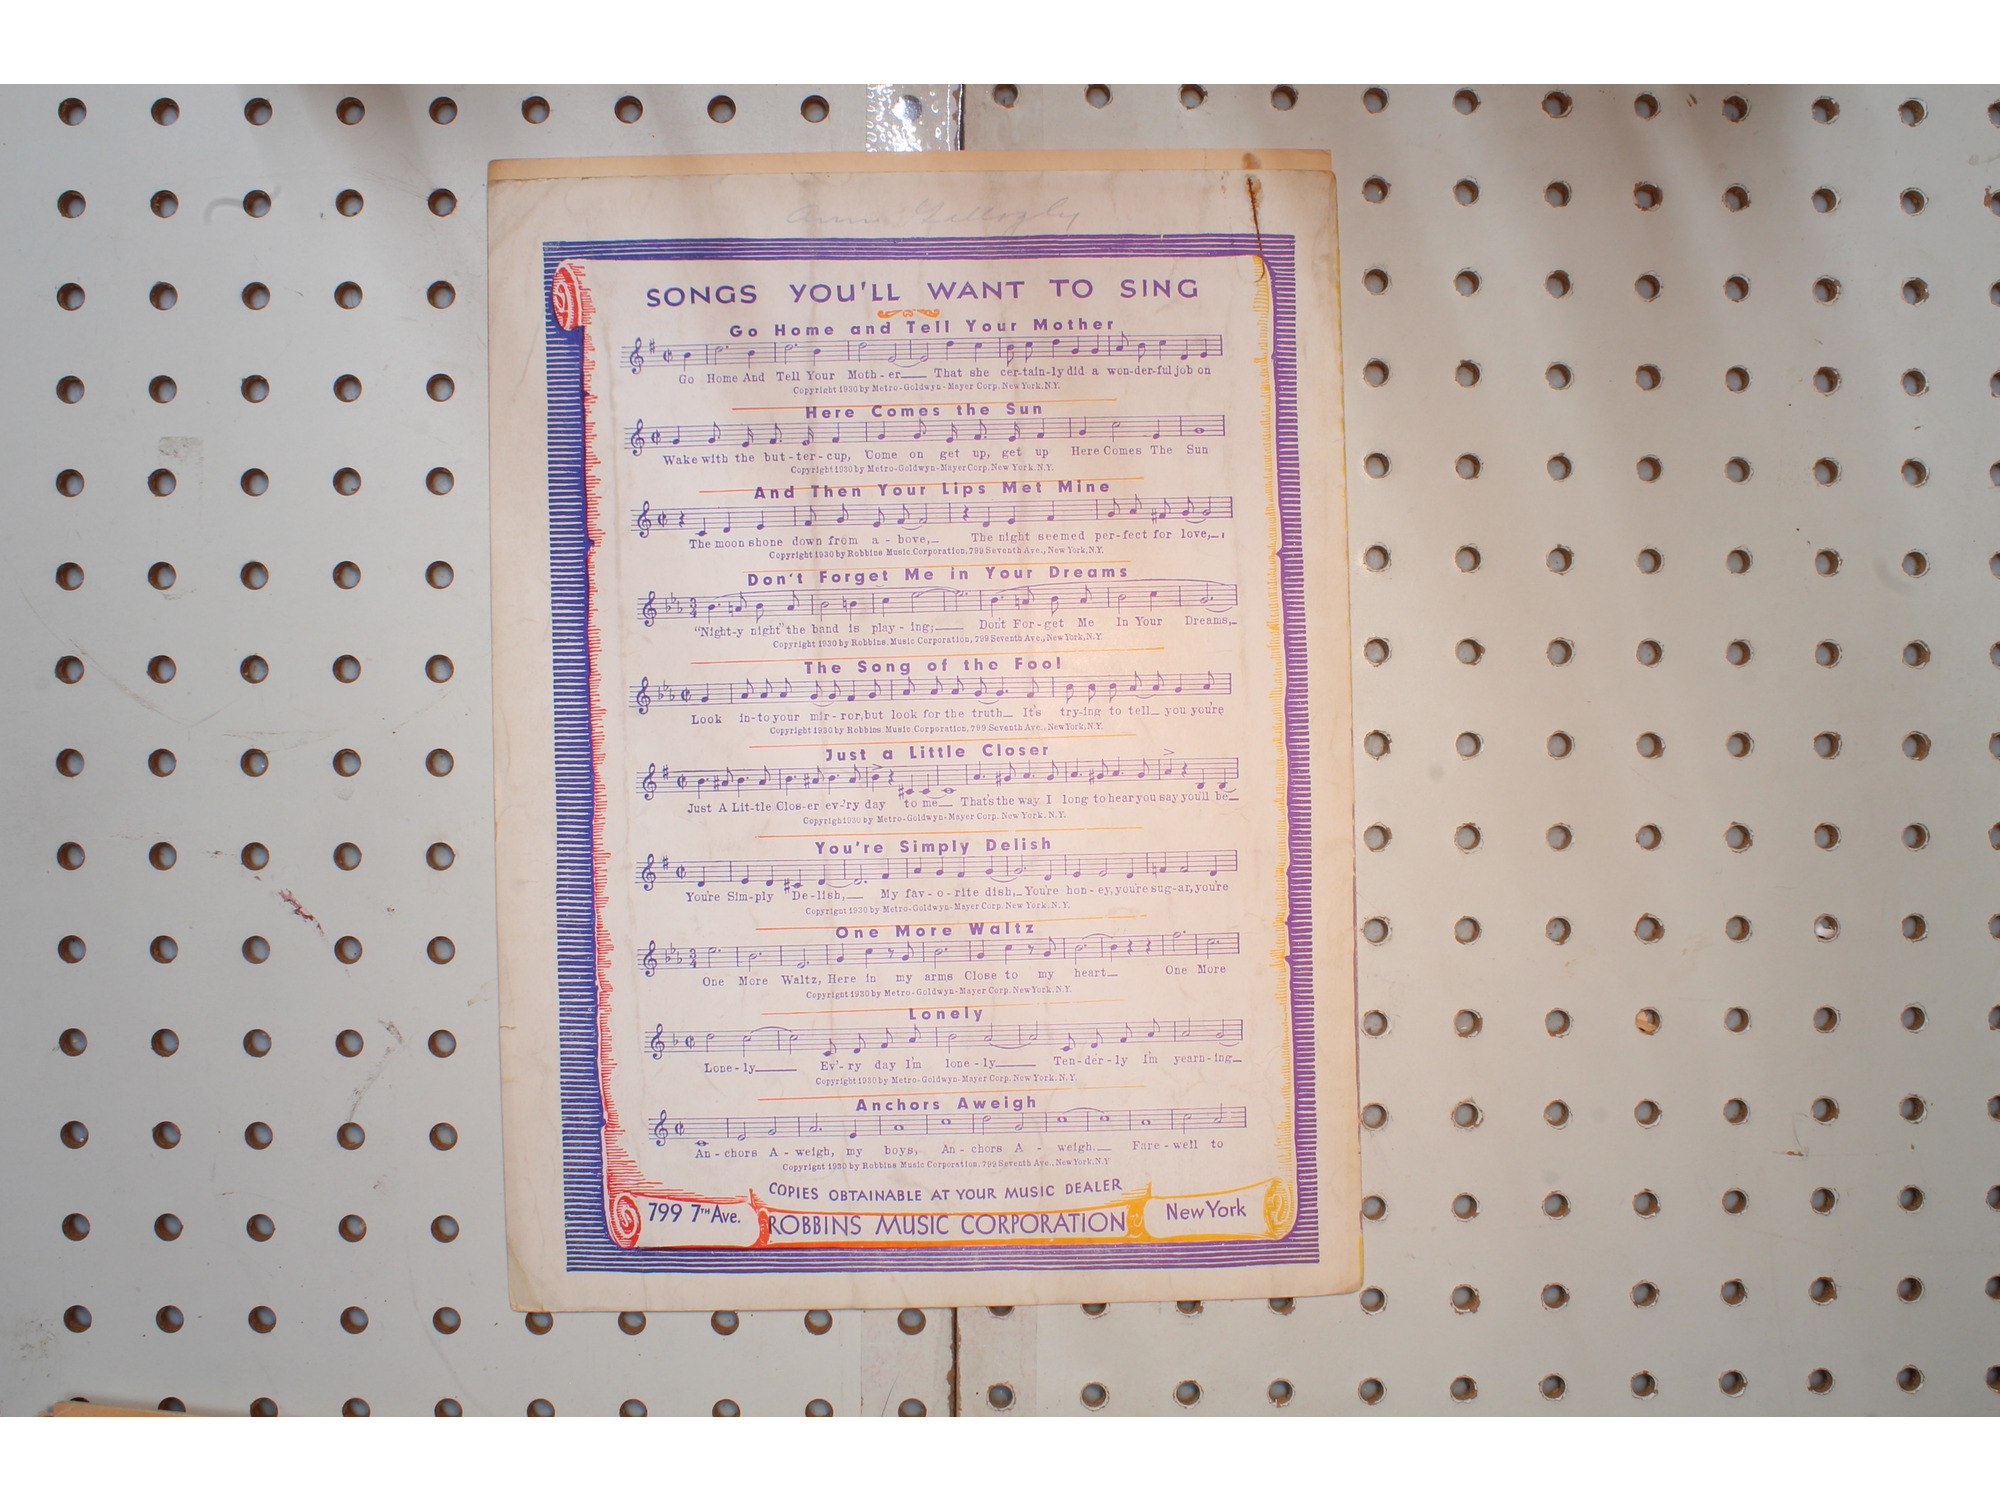 SONGS YOU'LL WANT TO SING
Go Home and Tell Your Mother
Go Home And Tell Your Moth-er That she cer-tain-ly did a won-der-ful job on
Copyright 1930 by Metro-Goldwyn-Mayer Corp. New York, N.Y.
Here Comes the Sun
Wake with the but-ter-cup, Come on get up, get up Here Comes The Sun
Copyright 1930 by Metro-Goldwyn-Mayer Corp. New York, N.Y.
And Then Your Lips Met Mine
The moon shone down from a-bove, The night seemed per-fect for love,
Copyright 1930 by Robbins Music Corporation, 799 Seventh Ave., New York, N.Y.
Don't Forget Me in Your Dreams
"Night-y night" the band is play-ing; Don't For-get Me In Your Dreams,
Copyright 1930 by Robbins Music Corporation, 799 Seventh Ave., New York, N.Y.
The Song of the Fool
Look in-to your mir-ror, but look for the truth It's try-ing to tell you you're
Copyright 1930 by Robbins Music Corporation, 799 Seventh Ave., New York, N.Y.
Just a Little Closer
Just A Lit-tle Clos-er ev-'ry day to me That's the way I long to hear you say you'll be
Copyright 1930 by Metro-Goldwyn-Mayer Corp. New York, N.Y.
You're Simply Delish
You're Sim-ply De-lish, My fav-o-rite dish, You're hon-ey, you're sug-ar, you're
Copyright 1930 by Metro-Goldwyn-Mayer Corp. New York, N.Y.
One More Waltz
One More Waltz, Here in my arms Close to my heart One More
Copyright 1930 by Metro-Goldwyn-Mayer Corp. New York, N.Y.
Lonely
Lone-ly Ev'-ry day I'm lone-ly Ten-der-ly I'm yearn-ing
Copyright 1930 by Metro-Goldwyn-Mayer Corp. New York, N.Y.
Anchors Aweigh
An-chors A-weigh, my boys, An-chors A-weigh. Fare-well to
Copyright 1930 by Robbins Music Corporation, 799 Seventh Ave., New York, N.Y
COPIES OBTAINABLE AT YOUR MUSIC DEALER
799 7TH Ave. ROBBINS MUSIC CORPORATION New York